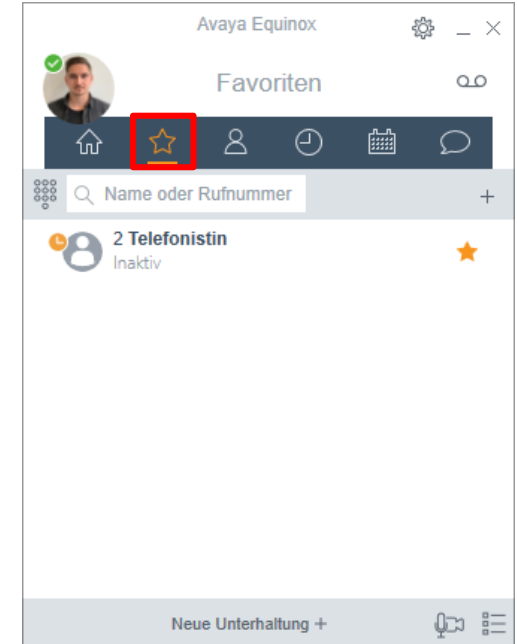 Avaya Equinox
Favoriten
Name oder Rufnummer
2 Telefonistin
Inaktiv
Neue Unterhaltung +